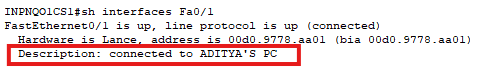 INPNQO1CS1#sh interfaces Fa0/1
FastEthernet0/1 is up, line protocol is up (connected)
Hardware is Lance, address is 00d0.9778.aa01 (bia 00d0.9778.aa01)
Description: connected to ADITYA'S PC